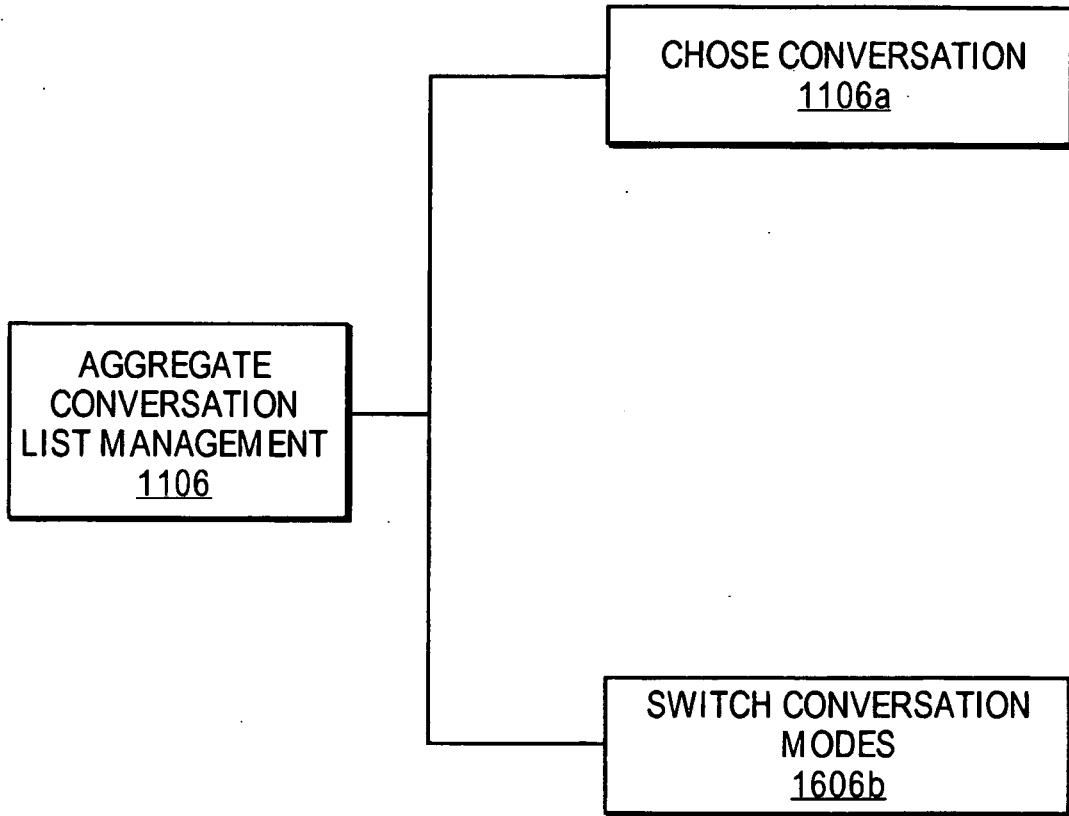 CHOSE CONVERSATION
1106a
AGGREGATE
CONVERSATION
LIST MANAGEMENT
1106
SWITCH CONVERSATION
MODES
1606b